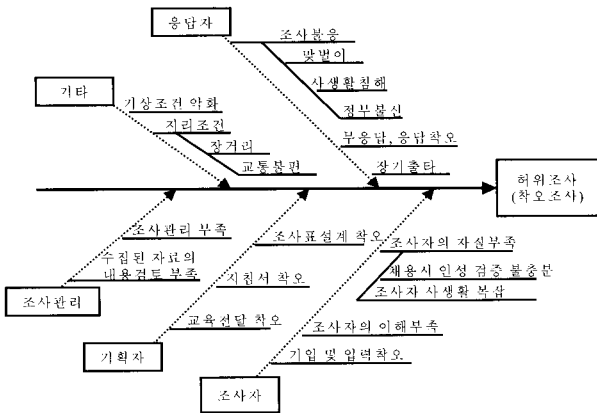 응답자
조사불응
맞벌이
사생활침해
정부불신
무응답, 응답착오
장기출타
기타
기상조건 악화
지리조건
장거리
교통불편
허위조사
(착오조사)
조사관리 부족
수집된 자료의
내용검토 부족
조사관리
조사표설계 착오
지침서 착오
교육전달 착오
기획자
조사자의 자질부족
채용시 인성 검증 불충분
조사자 사생활 복잡
조사자의 이해부족
기입 및 입력착오
조사자